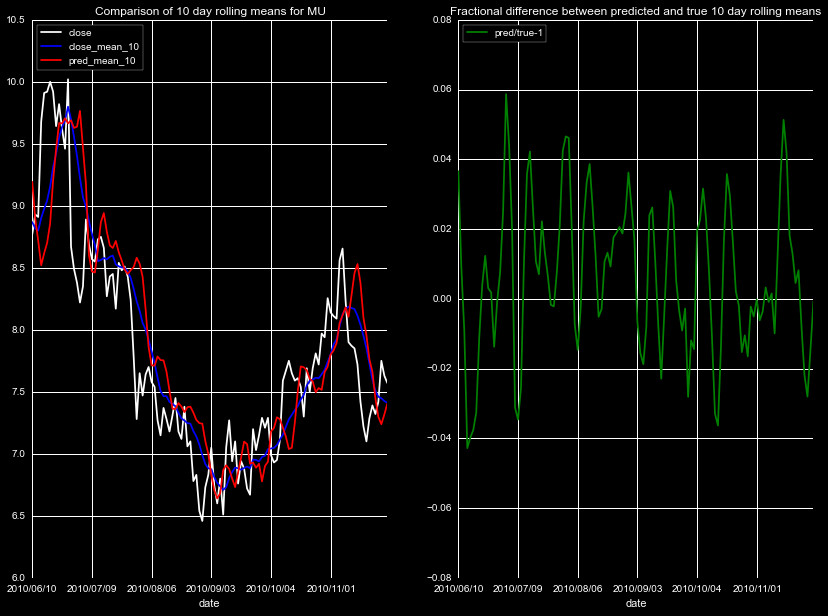 Comparison of 10 day rolling means for MU
close
close_mean_10
pred_mean_10
10.5
10.0
9.5
9.0
8.5
8.0
7.5
7.0
6.5
6.0
2010/06/10 2010/07/09 2010/08/06 2010/09/03 2010/10/04 2010/11/01
date
Fractional difference between predicted and true 10 day rolling means
pred/true-1
0.08
0.06
0.04
0.02
0.00
−0.02
−0.04
−0.06
−0.08
2010/06/10 2010/07/09 2010/08/06 2010/09/03 2010/10/04 2010/11/01
date